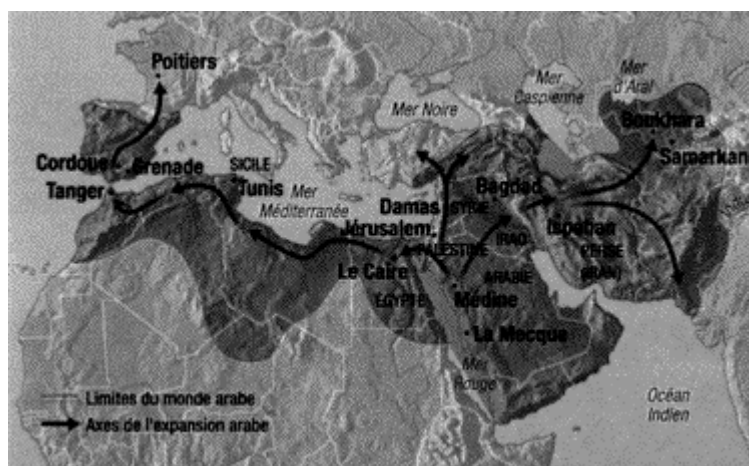 Poitiers
Mer Noire
Mer
Caspienne
Mer
d'Aral
Boukhara
Samarkan
Cordoue
Grenade
Tanger
SICILE
Tunis
Mer
Méditerranée
Damas
SYRIE
Bagdad
Jérusalem
PALESTINE
IRAQ
Ispahan
PERSE
(IRAN)
Le Caire
EGYPTE
ARABIE
Médine
La Mecque
Mer
Rouge
Océan
Indien
Limites du monde arabe
Axes de l'expansion arabe